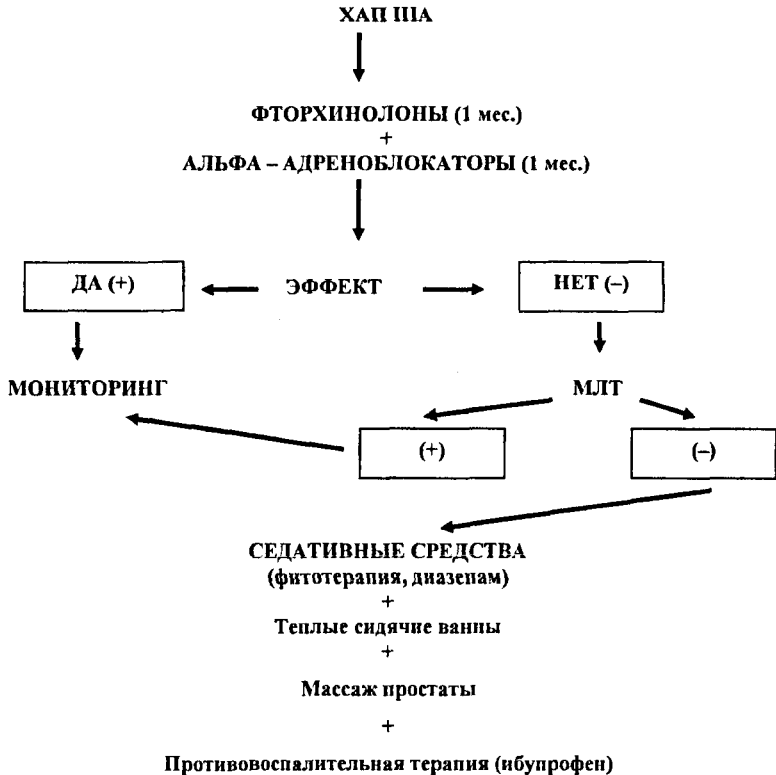 ХАП IIIA
ФТОРХИНОЛОНЫ (1 мес.)
+
АЛЬФА – АДРЕНОБЛОКАТОРЫ (1 мес.)
ДА (+)
ЭФФЕКТ
НЕТ (–)
МОНИТОРИНГ
МЛТ
(+)
(–)
СЕДАТИВНЫЕ СРЕДСТВА
(фитотерапия, диазепам)
+
Теплые сидячие ванны
+
Массаж простаты
+
Противовоспалительная терапия (ибупрофен)